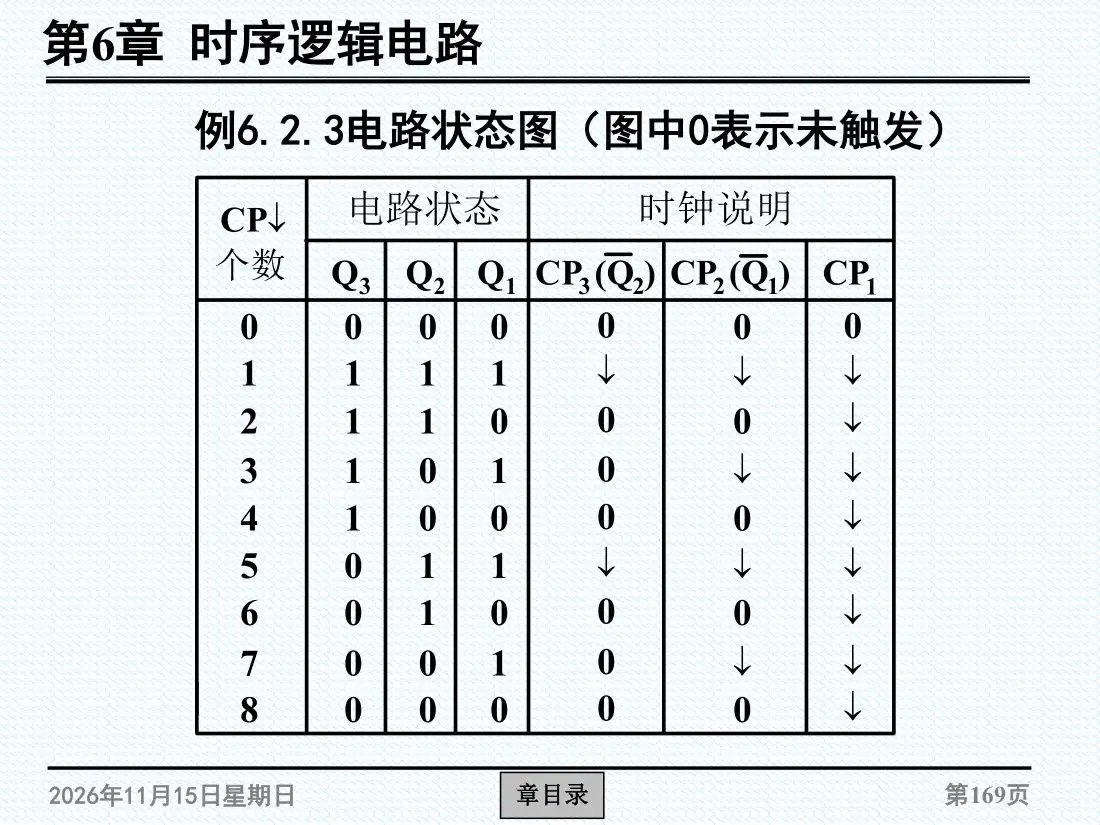 第6章 时序逻辑电路
例6.2.3电路状态图（图中0表示未触发）
CP↓个数 电路状态 时钟说明
Q3 Q2 Q1 CP3(Q̅2) CP2(Q̅1) CP1
0 0 0 0 0 0 0
1 1 1 1 ↓ ↓ ↓
2 1 1 0 0 0 ↓
3 1 0 1 0 ↓ ↓
4 1 0 0 0 0 ↓
5 0 1 1 ↓ ↓ ↓
6 0 1 0 0 0 ↓
7 0 0 1 0 ↓ ↓
8 0 0 0 0 0 ↓
2026年11月15日星期日 章目录 第169页